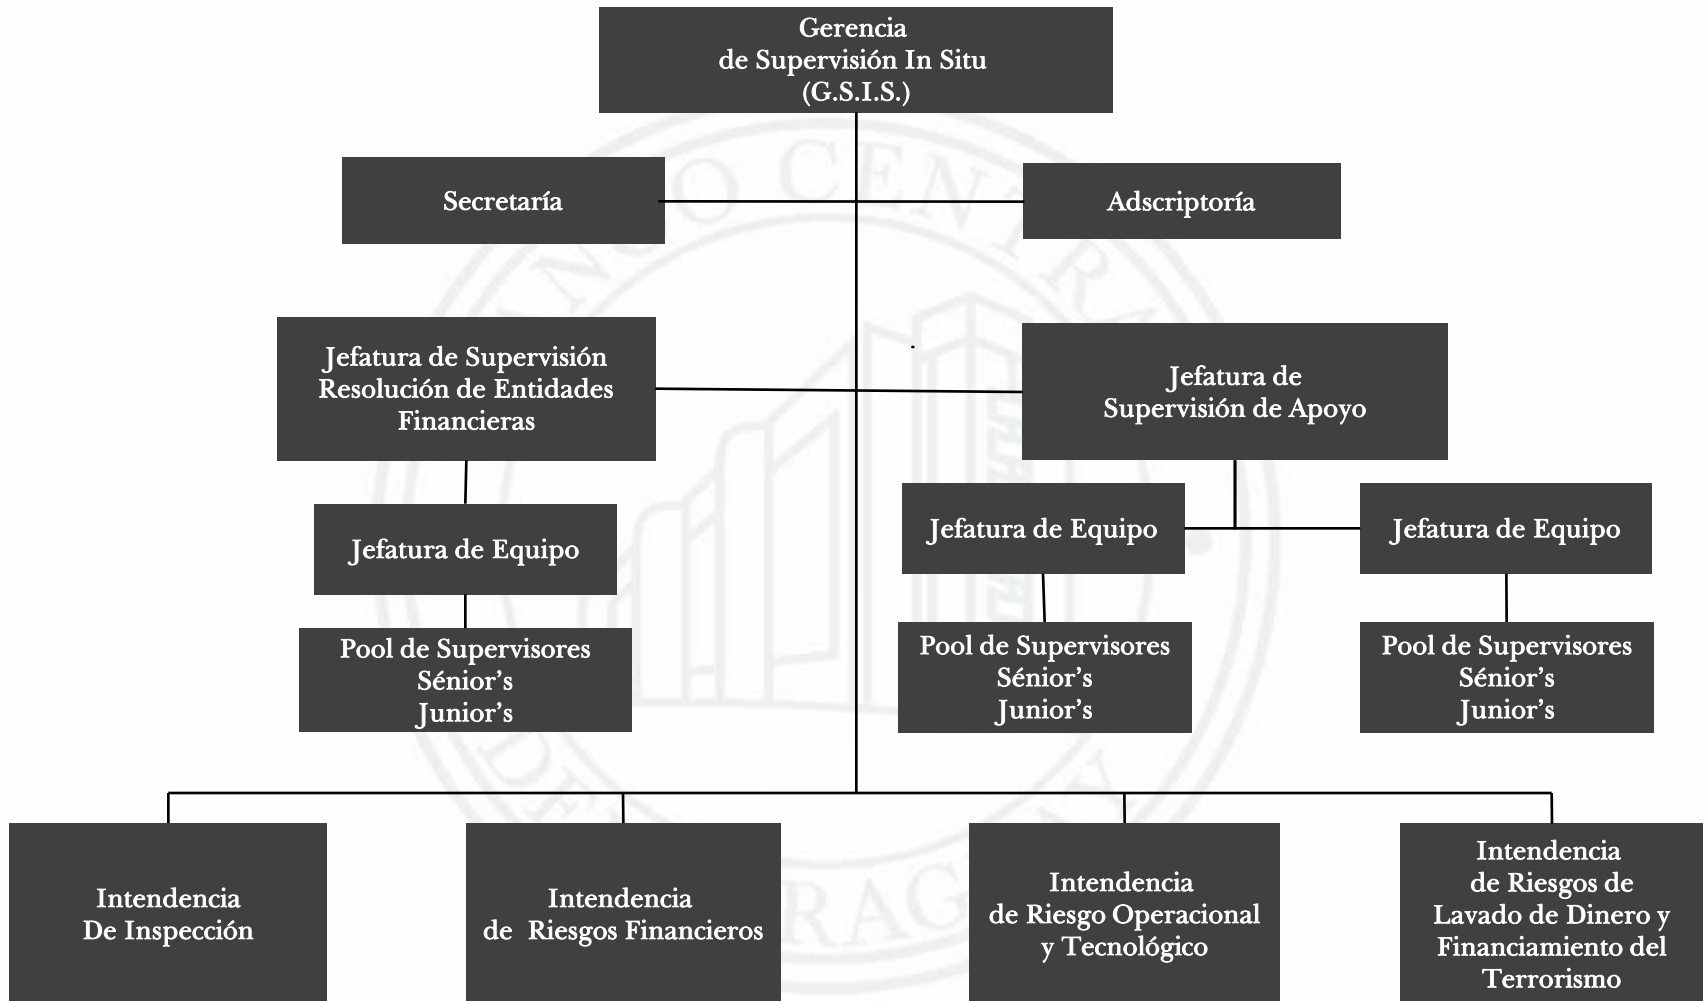 Gerencia
de Supervisión In Situ
(G.S.I.S.)
Secretaría
Adscriptoría
Jefatura de Supervisión
Resolución de Entidades
Financieras
Jefatura de
Supervisión de Apoyo
Jefatura de Equipo
Jefatura de Equipo
Jefatura de Equipo
Pool de Supervisores
Sénior’s
Junior’s
Pool de Supervisores
Sénior’s
Junior’s
Pool de Supervisores
Sénior’s
Junior’s
Intendencia
De Inspección
Intendencia
de Riesgos Financieros
Intendencia
de Riesgo Operacional
y Tecnológico
Intendencia
de Riesgos de
Lavado de Dinero y
Financiamiento del
Terrorismo